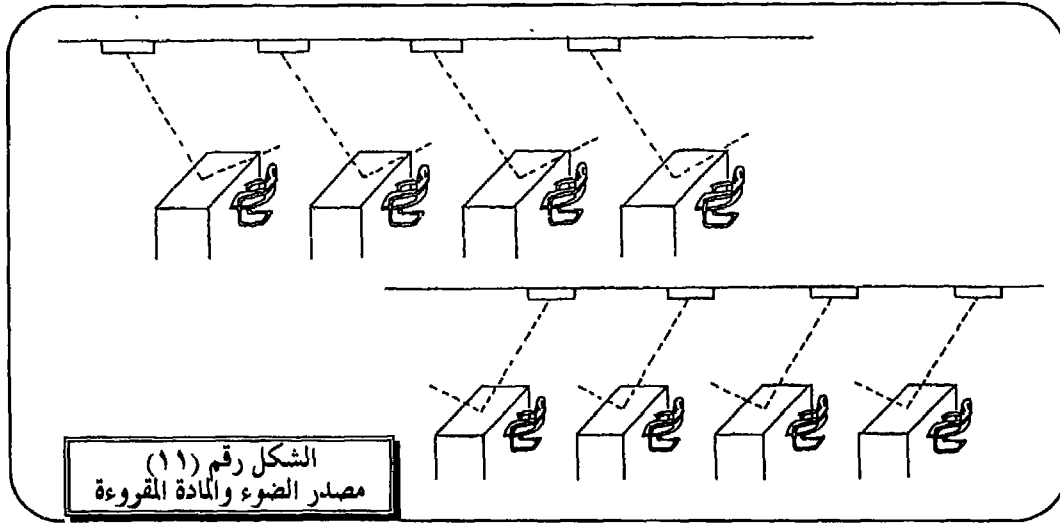 الشكل رقم (١١)
مصدر الضوء والمادة المقروءة